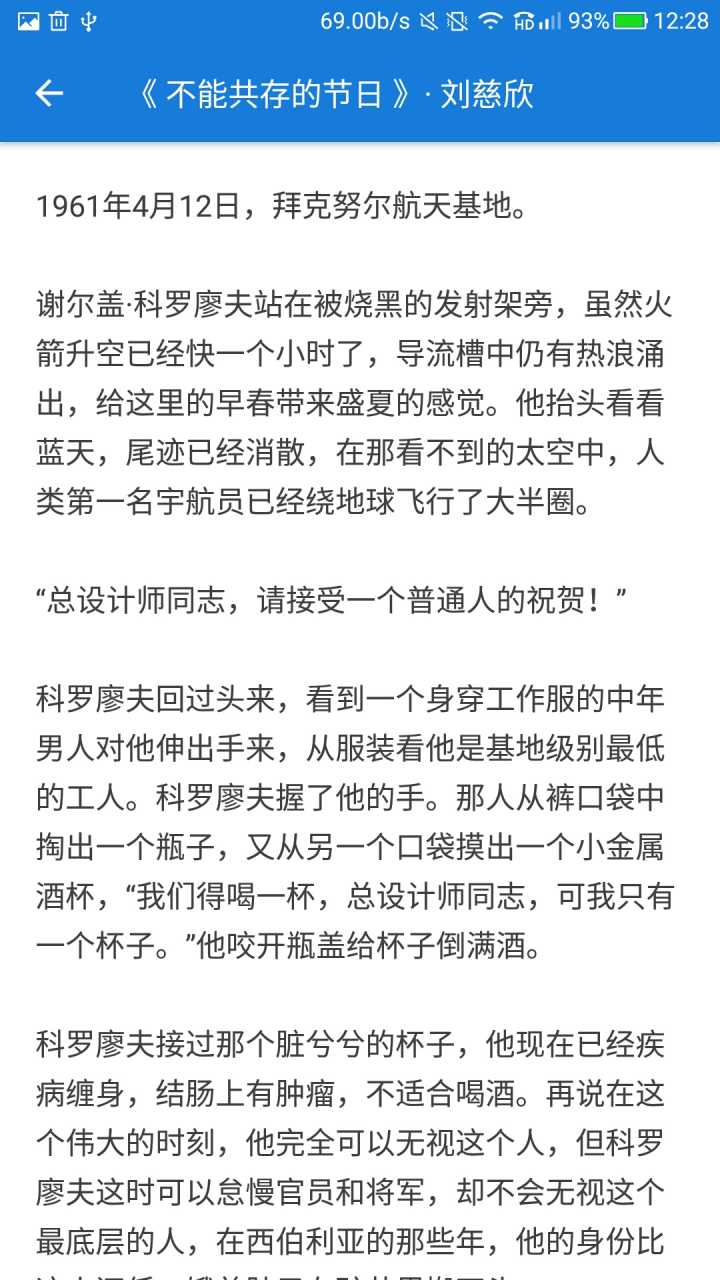 69.00b/s HD 93% 12:28
《 不能共存的节日 》· 刘慈欣
1961年4月12日，拜克努尔航天基地。
谢尔盖·科罗廖夫站在被烧黑的发射架旁，虽然火
箭升空已经快一个小时了，导流槽中仍有热浪涌
出，给这里的早春带来盛夏的感觉。他抬头看看
蓝天，尾迹已经消散，在那看不到的太空中，人
类第一名宇航员已经绕地球飞行了大半圈。
“总设计师同志，请接受一个普通人的祝贺！”
科罗廖夫回过头来，看到一个身穿工作服的中年
男人对他伸出手来，从服装看他是基地级别最低
的工人。科罗廖夫握了他的手。那人从裤口袋中
掏出一个瓶子，又从另一个口袋摸出一个小金属
酒杯，“我们得喝一杯，总设计师同志，可我只有
一个杯子。”他咬开瓶盖给杯子倒满酒。
科罗廖夫接过那个脏兮兮的杯子，他现在已经疾
病缠身，结肠上有肿瘤，不适合喝酒。再说在这
个伟大的时刻，他完全可以无视这个人，但科罗
廖夫这时可以怠慢官员和将军，却不会无视这个
最底层的人，在西伯利亚的那些年，他的身份比